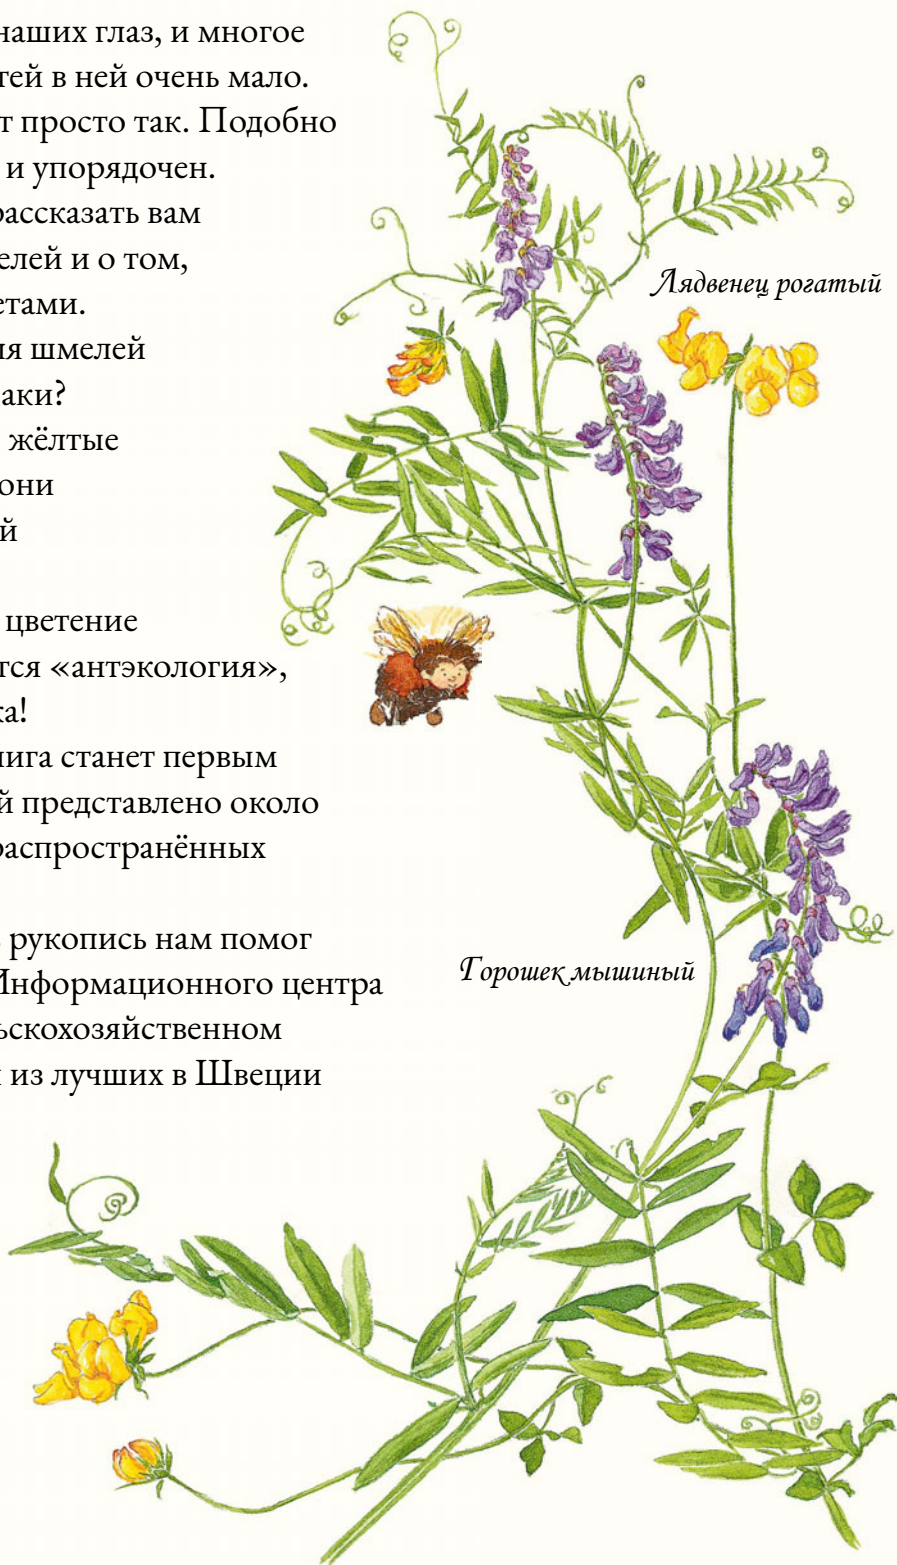 наших глаз, и многое
тей в ней очень мало.
т просто так. Подобно
и упорядочен.
рассказать вам
елей и о том,
етами.
ия шмелей
аки?
жёлтые
они
й
цветение
тся «антэкология»,
ка!
нига станет первым
й представлено около
распространённых
рукопись нам помог
Информационного центра
ьскохозяйственном
из лучших в Швеции
Лядвенец рогатый
Горошек мышиный